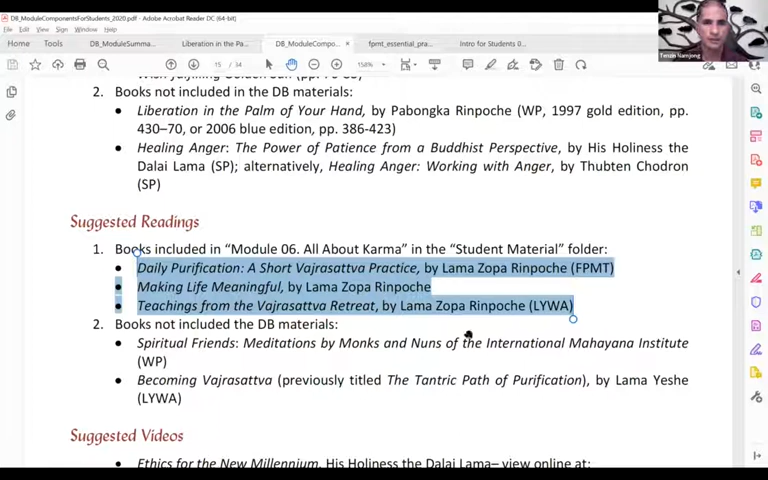 DB_ModuleComponentsForStudents_2020.pdf - Adobe Acrobat Reader DC (64-bit)
File Edit View Sign Window Help
Home Tools DB_ModuleSumma... Liberation in the Pa... DB_ModuleCompo... × fpmt_essential_pra... Intro for Students 0...
15 / 34 158%
Tenzin Namjong
2. Books not included in the DB materials:
• Liberation in the Palm of Your Hand, by Pabongka Rinpoche (WP, 1997 gold edition, pp.
430–70, or 2006 blue edition, pp. 386-423)
• Healing Anger: The Power of Patience from a Buddhist Perspective, by His Holiness the
Dalai Lama (SP); alternatively, Healing Anger: Working with Anger, by Thubten Chodron
(SP)
Suggested Readings
1. Books included in “Module 06. All About Karma” in the “Student Material” folder:
• Daily Purification: A Short Vajrasattva Practice, by Lama Zopa Rinpoche (FPMT)
• Making Life Meaningful, by Lama Zopa Rinpoche
• Teachings from the Vajrasattva Retreat, by Lama Zopa Rinpoche (LYWA)
2. Books not included the DB materials:
• Spiritual Friends: Meditations by Monks and Nuns of the International Mahayana Institute
(WP)
• Becoming Vajrasattva (previously titled The Tantric Path of Purification), by Lama Yeshe
(LYWA)
Suggested Videos
• Ethics for the New Millennium, His Holiness the Dalai Lama– view online at: